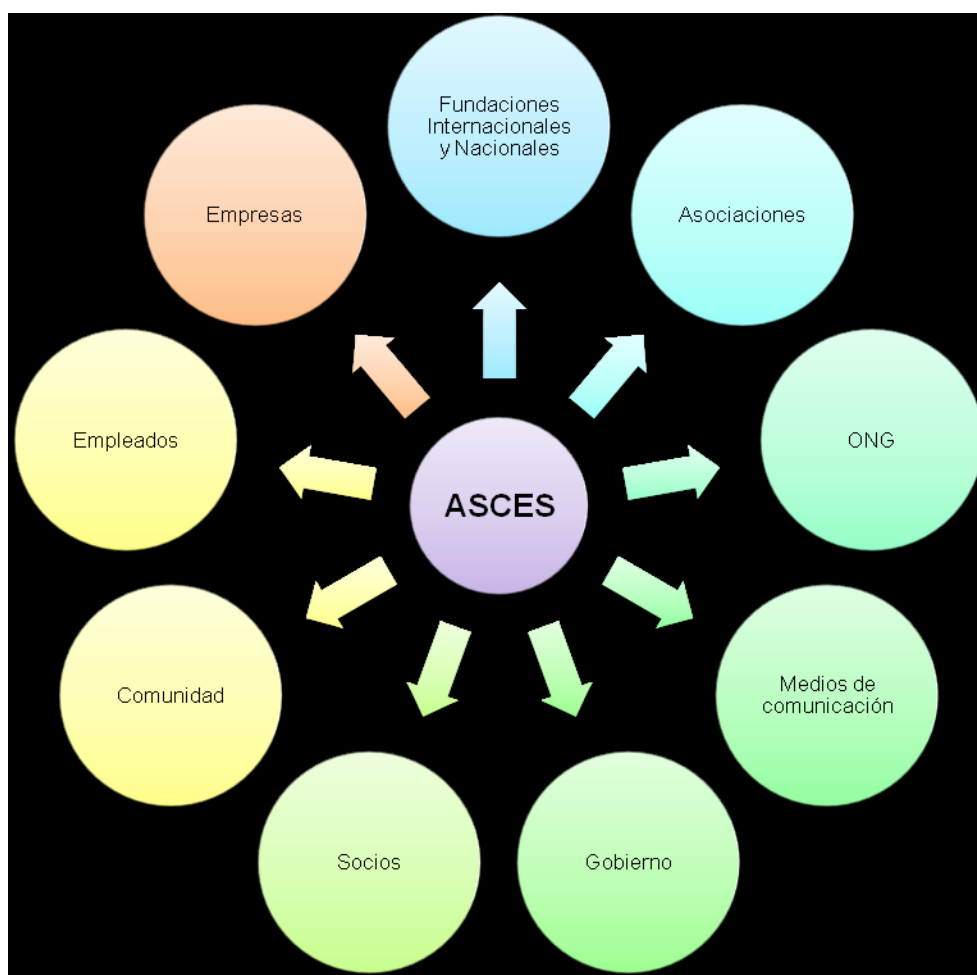 Fundaciones
Internacionales
y Nacionales
Asociaciones
ONG
Medios de
comunicación
Gobierno
Socios
Comunidad
Empleados
Empresas
ASCES